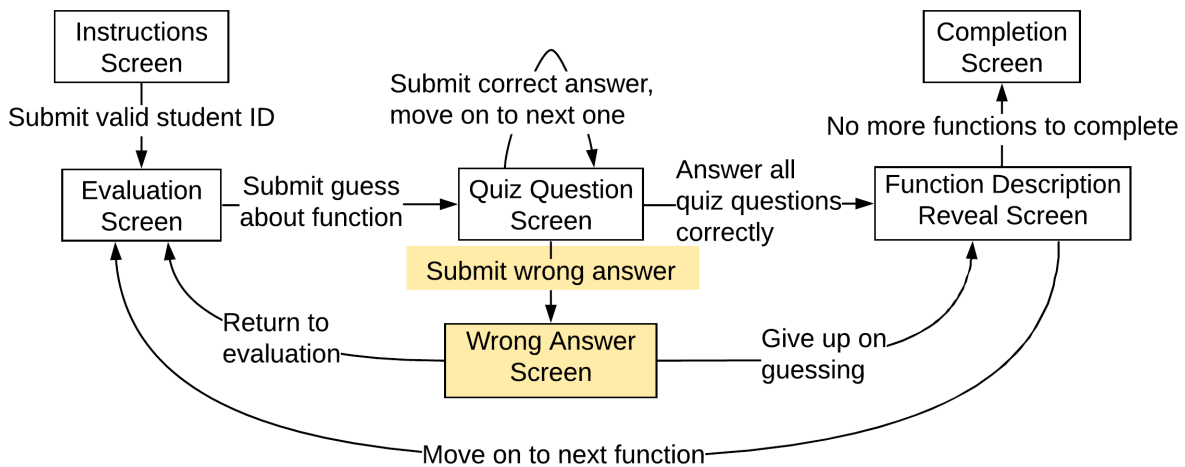 Instructions
Screen
Submit valid student ID
Evaluation
Screen
Submit guess
about function
Submit correct answer,
move on to next one
Quiz Question
Screen
Answer all
quiz questions
correctly
Completion
Screen
No more functions to complete
Function Description
Reveal Screen
Submit wrong answer
Wrong Answer
Screen
Return to
evaluation
Give up on
guessing
Move on to next function